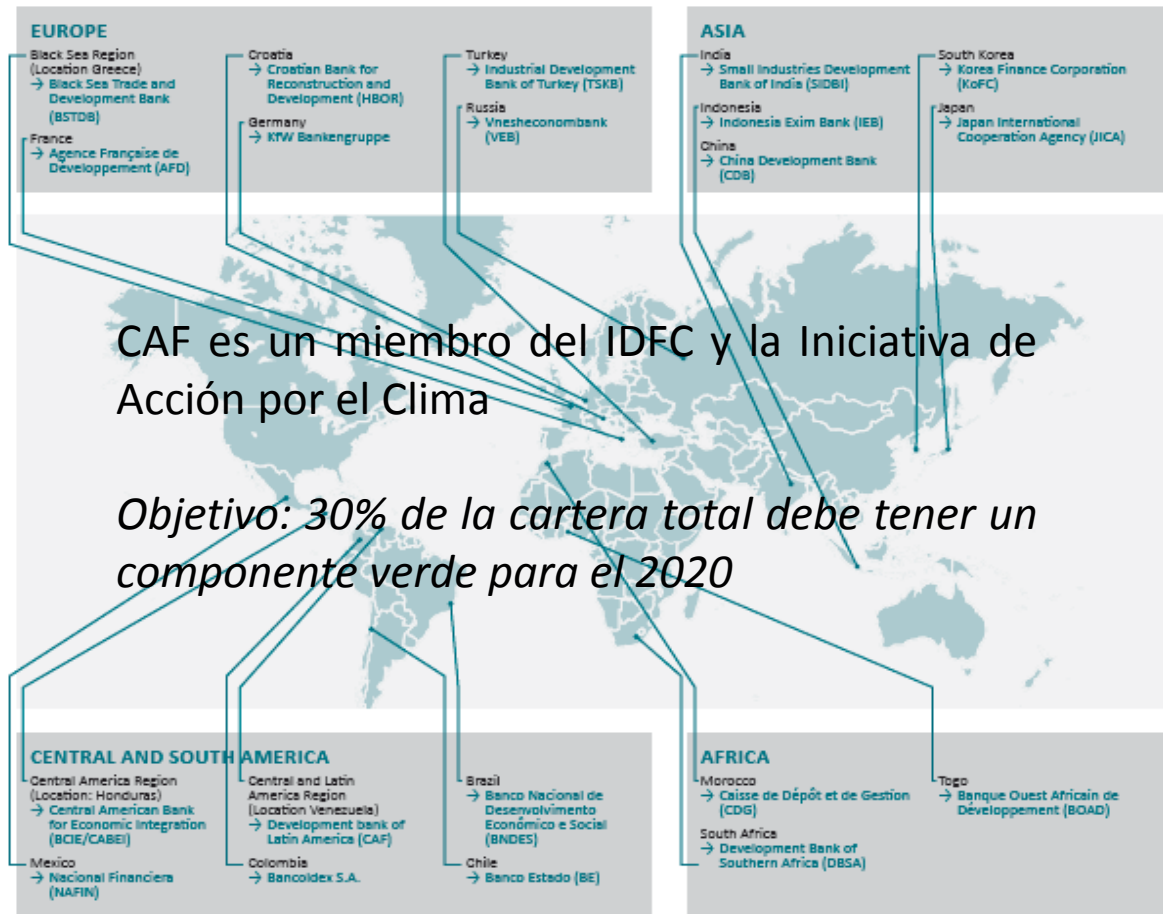 EUROPE
Black Sea Region
(Location Greece)
→ Black Sea Trade and
Development Bank
(BSTDB)
France
→ Agence Française de
Développement (AFD)
Croatia
→ Croatian Bank for
Reconstruction and
Development (HBOR)
Germany
→ KfW Bankengruppe
Turkey
→ Industrial Development
Bank of Turkey (TSKB)
Russia
→ Vnesheconombank
(VEB)
ASIA
India
→ Small Industries Development
Bank of India (SIDBI)
Indonesia
→ Indonesia Exim Bank (IEB)
China
→ China Development Bank
(CDB)
South Korea
→ Korea Finance Corporation
(KoFC)
Japan
→ Japan International
Cooperation Agency (JICA)
CAF es un miembro del IDFC y la Iniciativa de
Acción por el Clima
Objetivo: 30% de la cartera total debe tener un
componente verde para el 2020
CENTRAL AND SOUTH AMERICA
Central America Region
(Location: Honduras)
→ Central American Bank
for Economic Integration
(BCIE/CABEI)
Mexico
→ Nacional Financiera
(NAFIN)
Central and Latin
America Region
(Location Venezuela)
→ Development bank of
Latin America (CAF)
Colombia
→ Bancoldex S.A.
Brazil
→ Banco Nacional de
Desenvolvimento
Econômico e Social
(BNDES)
Chile
→ Banco Estado (BE)
AFRICA
Morocco
→ Caisse de Dépôt et de Gestion
(CDG)
South Africa
→ Development Bank of
Southern Africa (DBSA)
Togo
→ Banque Ouest Africain de
Développement (BOAD)